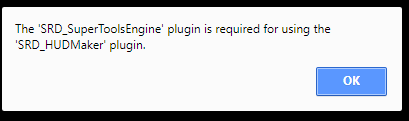 The 'SRD_SuperToolsEngine' plugin is required for using the
'SRD_HUDMaker' plugin.
OK